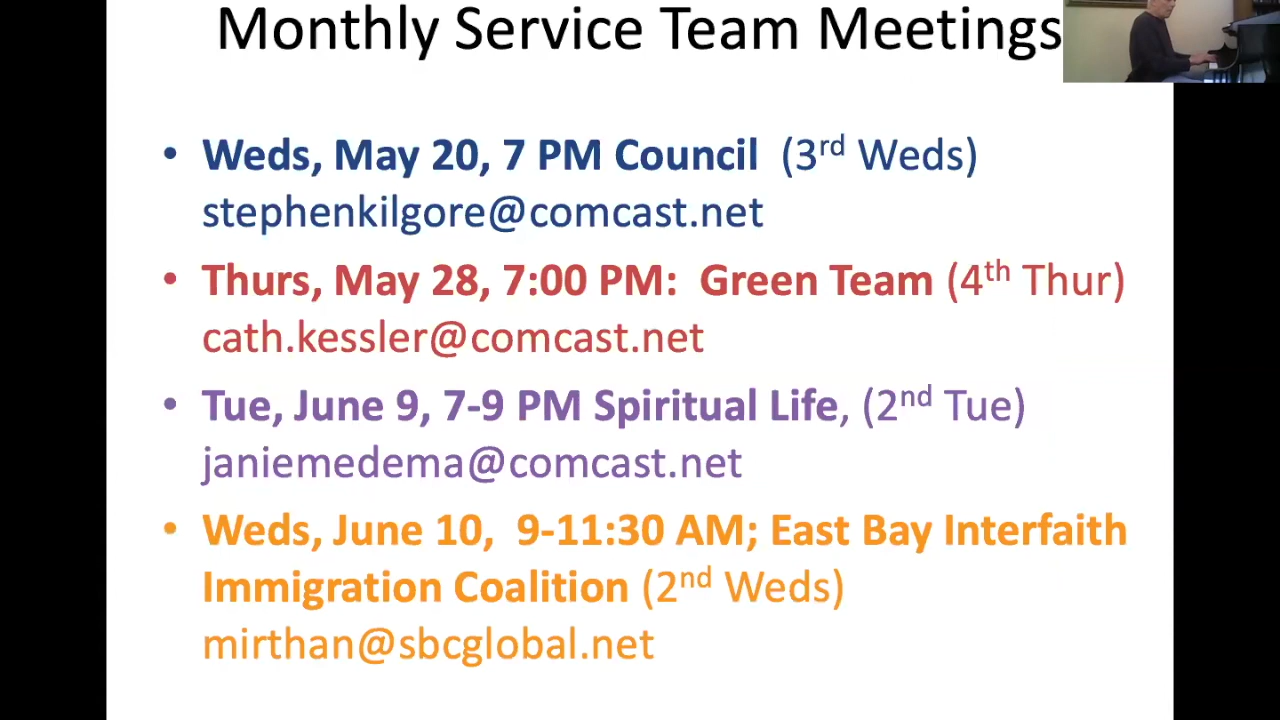 Monthly Service Team Meetings
• Weds, May 20, 7 PM Council (3rd Weds)
stephenkilgore@comcast.net
• Thurs, May 28, 7:00 PM: Green Team (4th Thur)
cath.kessler@comcast.net
• Tue, June 9, 7-9 PM Spiritual Life, (2nd Tue)
janiemedema@comcast.net
• Weds, June 10, 9-11:30 AM; East Bay Interfaith
Immigration Coalition (2nd Weds)
mirthan@sbcglobal.net